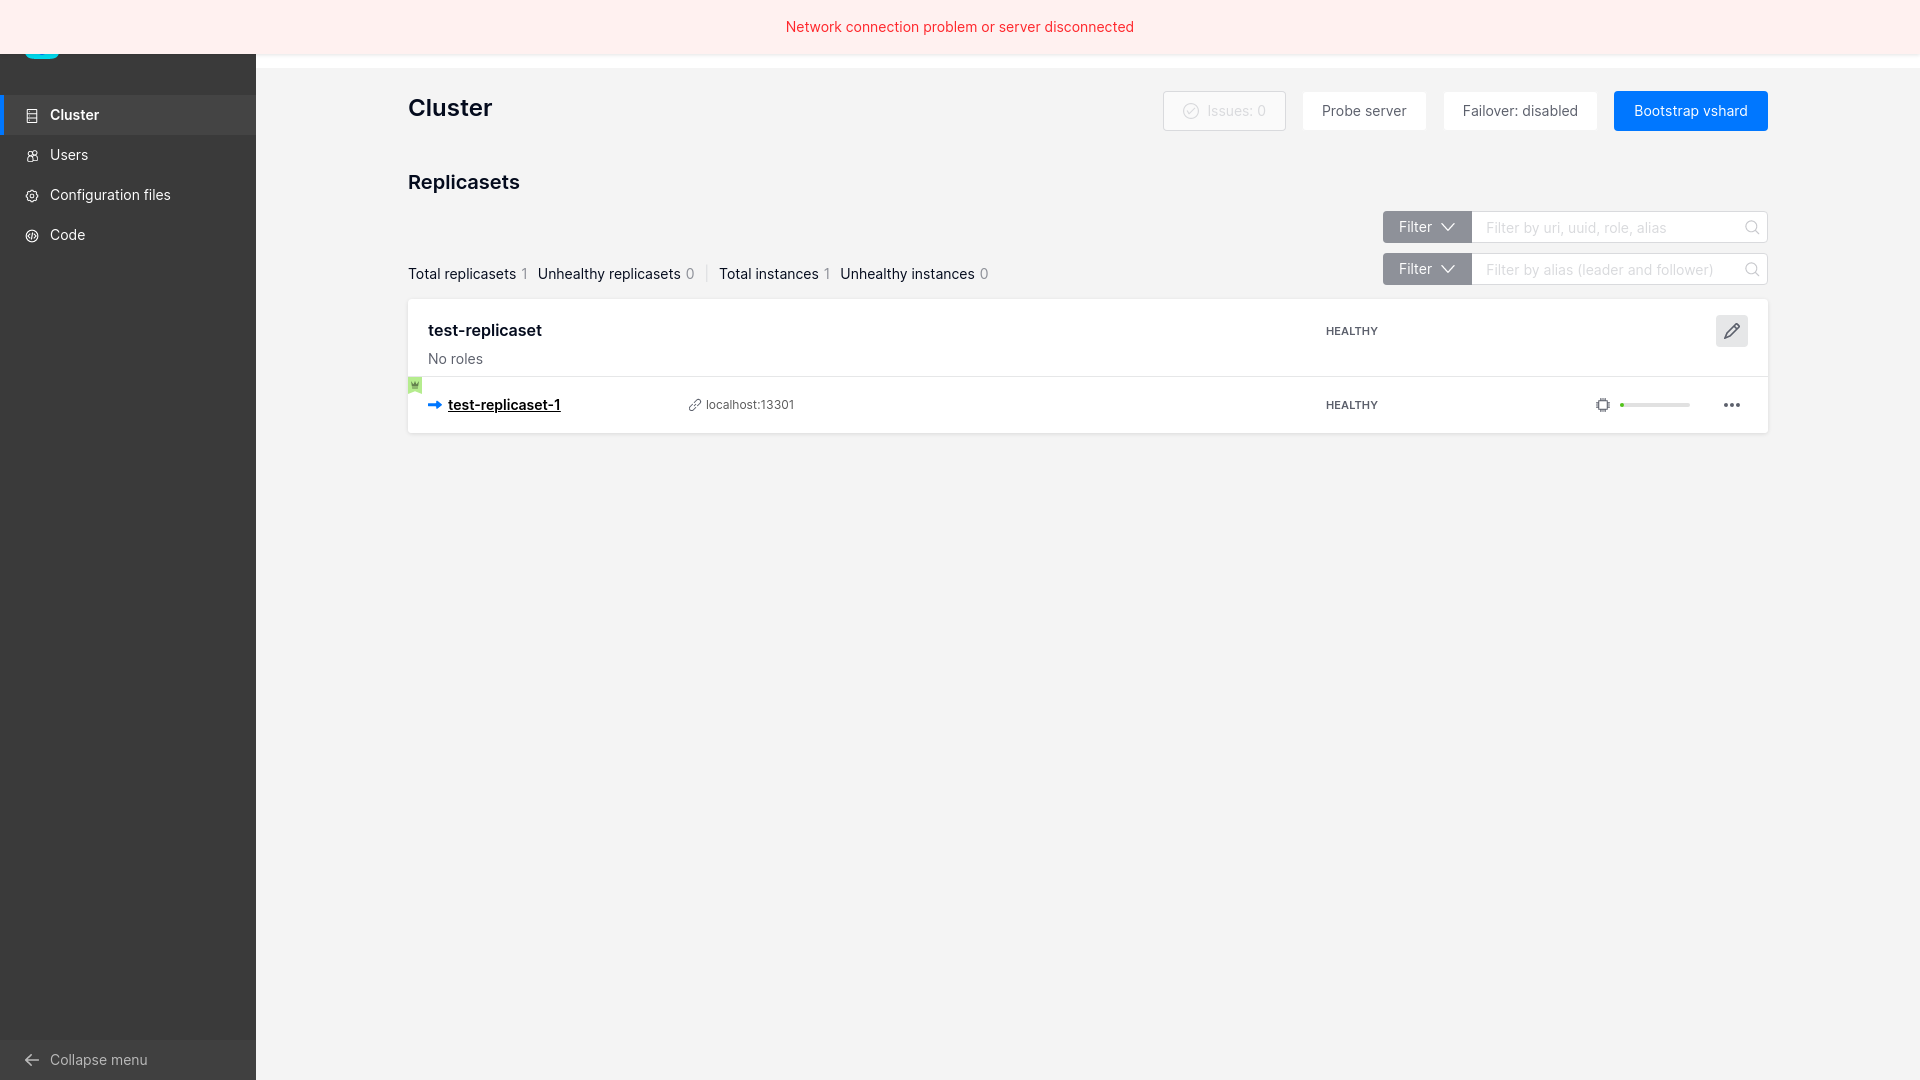 Network connection problem or server disconnected
Cluster
Users
Configuration files
Code
Collapse menu
Cluster
Issues: 0
Probe server
Failover: disabled
Bootstrap vshard
Replicasets
Filter
Filter by uri, uuid, role, alias
Total replicasets 1 Unhealthy replicasets 0 Total instances 1 Unhealthy instances 0
Filter
Filter by alias (leader and follower)
test-replicaset
HEALTHY
No roles
test-replicaset-1
localhost:13301
HEALTHY